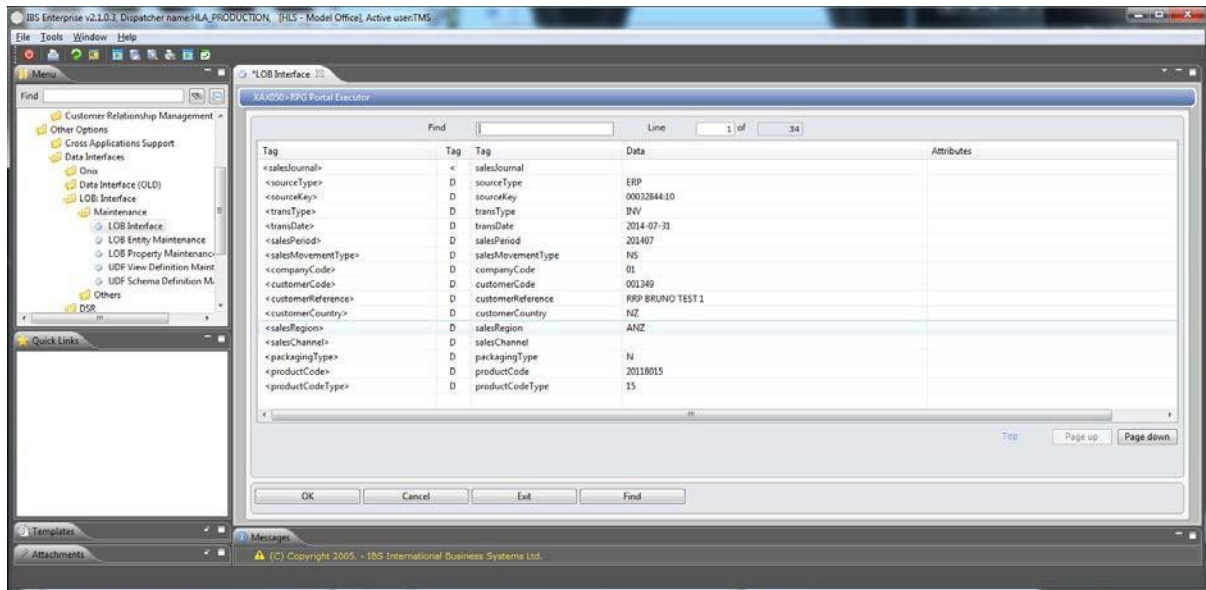 IBS Enterprise v2.1.0.3, Dispatcher name:HLA_PRODUCTION, [HLS - Model Office], Active user:TMS
File Tools Window Help
Menu
Find
Customer Relationship Management
Other Options
Cross Applications Support
Data Interfaces
Onix
Data Interface (OLD)
LOB: Interface
Maintenance
LOB Interface
LOB Entity Maintenance
LOB Property Maintenanc
UDF View Definition Maint
UDF Schema Definition M
Others
DSR
Quick Links
Templates
Attachments
*LOB Interface
XAX050>RPG Portal Executor
Find Line 1 of 34
Tag Tag Tag Data Attributes
<salesJournal> < salesJournal
<sourceType> D sourceType ERP
<sourceKey> D sourceKey 00032844:10
<transType> D transType INV
<transDate> D transDate 2014-07-31
<salesPeriod> D salesPeriod 201407
<salesMovementType> D salesMovementType NS
<companyCode> D companyCode 01
<customerCode> D customerCode 001349
<customerReference> D customerReference RRP BRUNO TEST 1
<customerCountry> D customerCountry NZ
<salesRegion> D salesRegion ANZ
<salesChannel> D salesChannel
<packagingType> D packagingType N
<productCode> D productCode 20118015
<productCodeType> D productCodeType 15
Top Page up Page down
OK Cancel Exit Find
Messages
(C) Copyright 2005. - IBS International Business Systems Ltd.